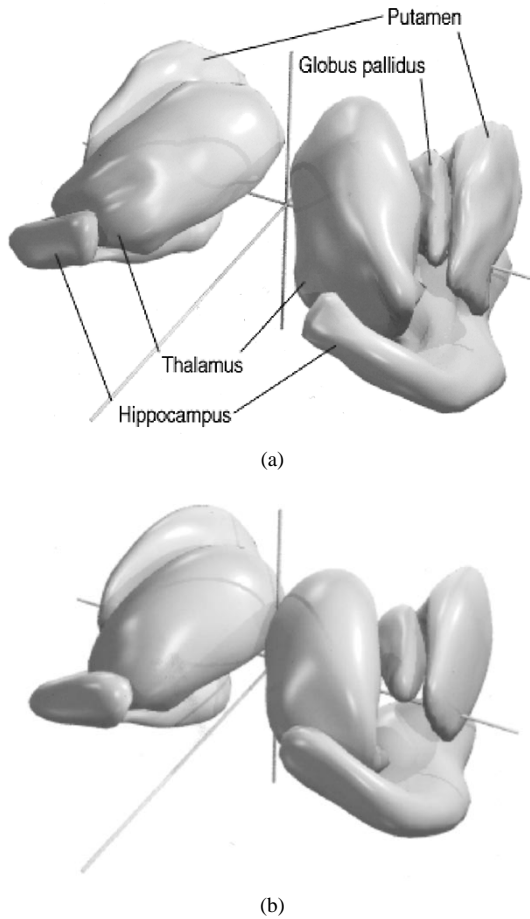 Putamen
Globus pallidus
Thalamus
Hippocampus
(a)
(b)